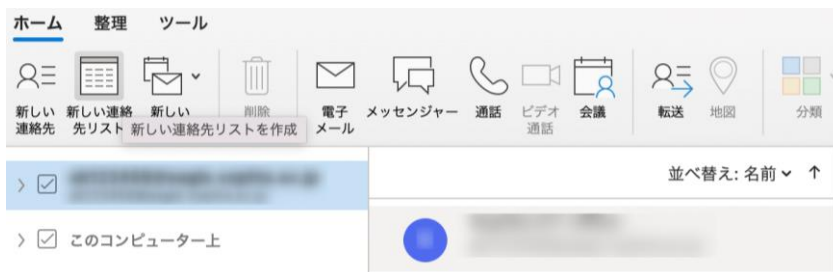 ホーム 整理 ツール
新しい 新しい連絡 新しい 削除 電子 メッセンジャー 通話 ビデオ 会議 転送 地図 分類
連絡先 先リスト 新しい連絡先リストを作成 メール 通話
並べ替え: 名前 ↑
このコンピューター上